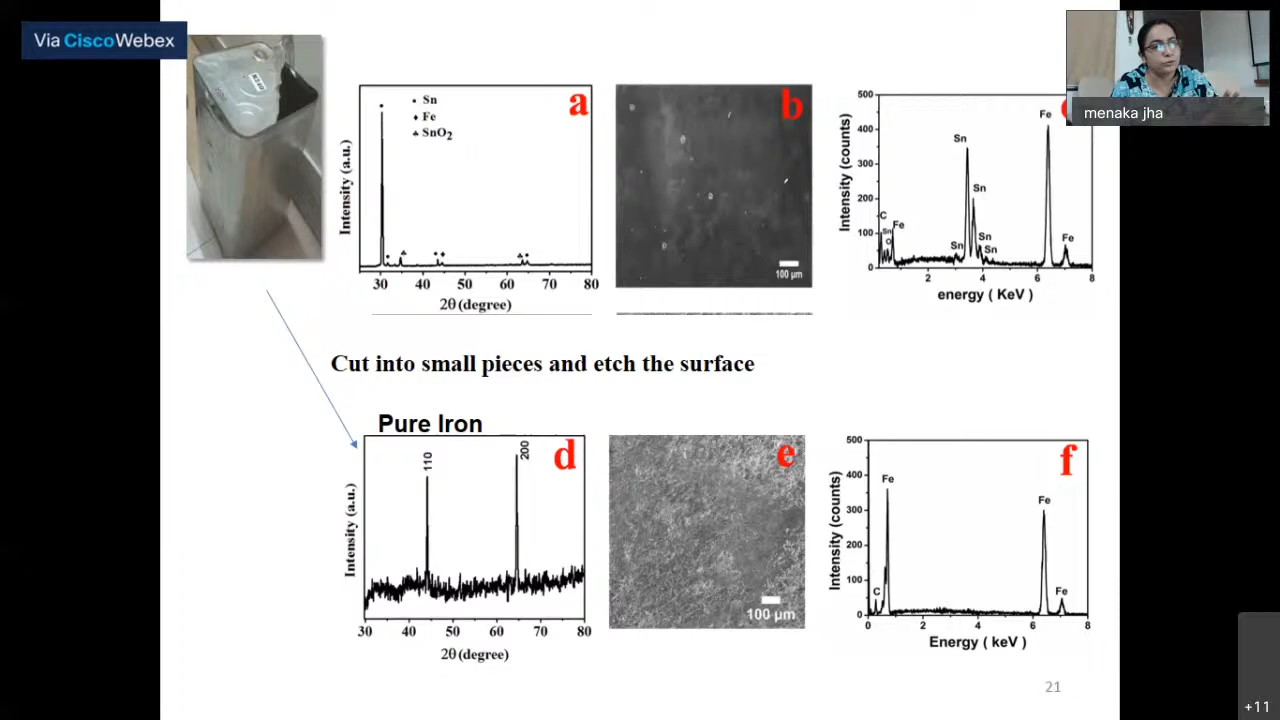 Via CiscoWebex
menaka jha
a
• Sn
♦ Fe
♣ SnO2
Intensity (a.u.)
30 40 50 60 70 80
2θ (degree)
b
100 µm
500
400
300
200
100
0
Intensity (counts)
C
Sn
O
Fe
Sn
Sn
Sn
Sn
Sn
Fe
Fe
2 4 6 8
energy ( KeV )
Cut into small pieces and etch the surface
Pure Iron
d
110
200
Intensity (a.u.)
30 40 50 60 70 80
2θ (degree)
e
100 µm
f
500
400
300
200
100
0
Intensity (counts)
C
Fe
Fe
Fe
0 2 4 6 8
Energy ( keV )
21
+11